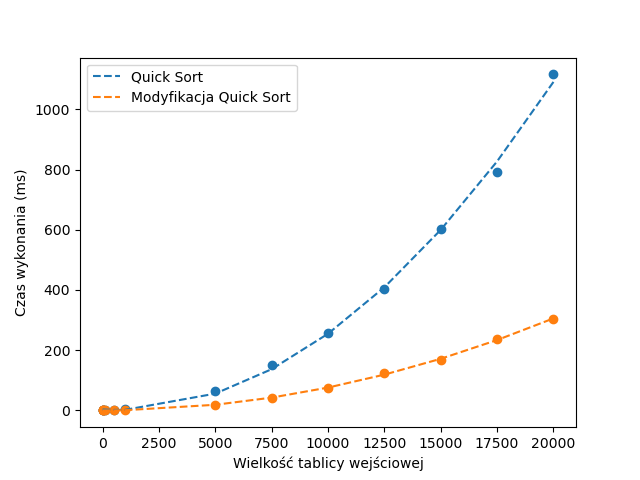 Quick Sort
Modyfikacja Quick Sort
1000
800
600
400
200
0
0 2500 5000 7500 10000 12500 15000 17500 20000
Czas wykonania (ms)
Wielkość tablicy wejściowej